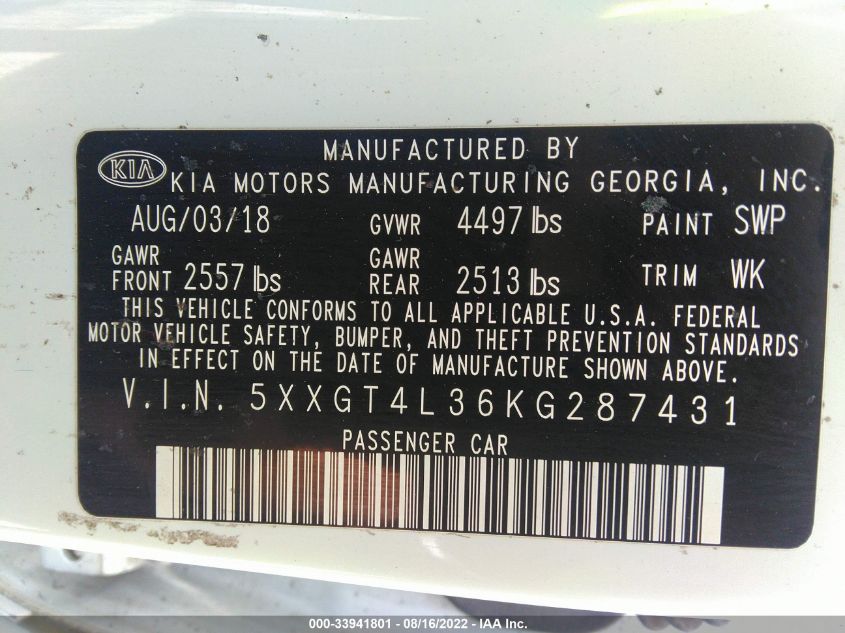 MANUFACTURED BY
KIA KIA MOTORS MANUFACTURING GEORGIA, INC.
AUG/03/18 GVWR 4497 lbs PAINT SWP
GAWR FRONT 2557 lbs GAWR REAR 2513 lbs TRIM WK
THIS VEHICLE CONFORMS TO ALL APPLICABLE U.S.A. FEDERAL
MOTOR VEHICLE SAFETY, BUMPER, AND THEFT PREVENTION STANDARDS
IN EFFECT ON THE DATE OF MANUFACTURE SHOWN ABOVE.
V.I.N. 5XXGT4L36KG287431
PASSENGER CAR
000-33941801 - 08/16/2022 - IAA Inc.